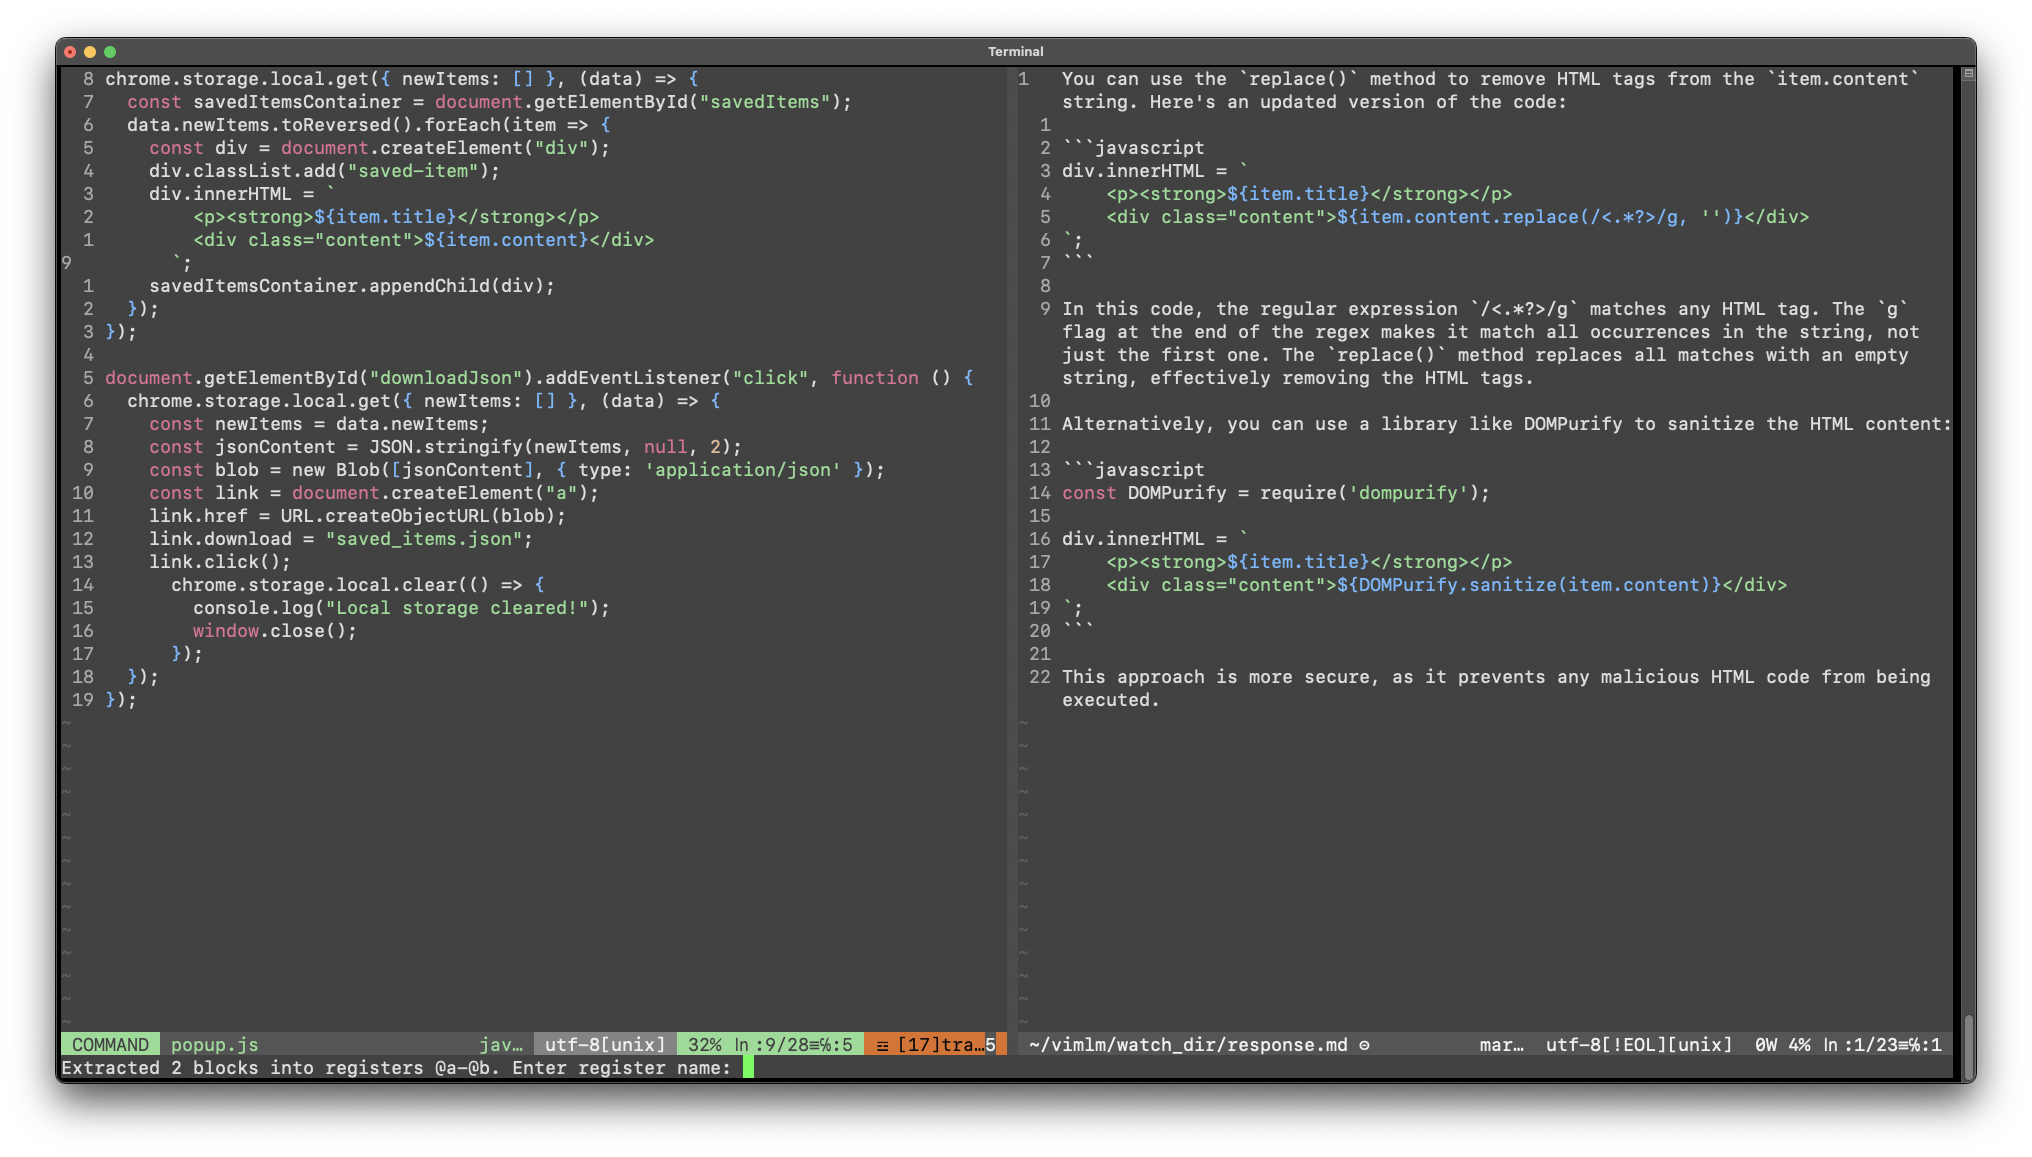 Terminal
8 chrome.storage.local.get({ newItems: [] }, (data) => {
7   const savedItemsContainer = document.getElementById("savedItems");
6   data.newItems.toReversed().forEach(item => {
5     const div = document.createElement("div");
4     div.classList.add("saved-item");
3     div.innerHTML = `
2         <p><strong>${item.title}</strong></p>
1         <div class="content">${item.content}</div>
9       `;
1     savedItemsContainer.appendChild(div);
2   });
3 });
4
5 document.getElementById("downloadJson").addEventListener("click", function () {
6   chrome.storage.local.get({ newItems: [] }, (data) => {
7     const newItems = data.newItems;
8     const jsonContent = JSON.stringify(newItems, null, 2);
9     const blob = new Blob([jsonContent], { type: 'application/json' });
10     const link = document.createElement("a");
11     link.href = URL.createObjectURL(blob);
12     link.download = "saved_items.json";
13     link.click();
14       chrome.storage.local.clear(() => {
15         console.log("Local storage cleared!");
16         window.close();
17       });
18   });
19 });
~
~
~
~
~
~
~
~
~
~
~
~
~
~
COMMAND popup.js jav… utf-8[unix] 32% ln :9/28≡%:5 ☲ [17]tra…5
1 You can use the `replace()` method to remove HTML tags from the `item.content`
string. Here's an updated version of the code:
1
2 ```javascript
3 div.innerHTML = `
4     <p><strong>${item.title}</strong></p>
5     <div class="content">${item.content.replace(/<.*?>/g, '')}</div>
6 `;
7 ```
8
9 In this code, the regular expression `/<.*?>/g` matches any HTML tag. The `g`
flag at the end of the regex makes it match all occurrences in the string, not
just the first one. The `replace()` method replaces all matches with an empty
string, effectively removing the HTML tags.
10
11 Alternatively, you can use a library like DOMPurify to sanitize the HTML content:
12
13 ```javascript
14 const DOMPurify = require('dompurify');
15
16 div.innerHTML = `
17     <p><strong>${item.title}</strong></p>
18     <div class="content">${DOMPurify.sanitize(item.content)}</div>
19 `;
20 ```
21
22 This approach is more secure, as it prevents any malicious HTML code from being
executed.
~
~
~
~
~
~
~
~
~
~
~
~
~
~
~/vimlm/watch_dir/response.md ⊝ mar… utf-8[!EOL][unix] 0W 4% ln :1/23≡℅:1
Extracted 2 blocks into registers @a-@b. Enter register name: